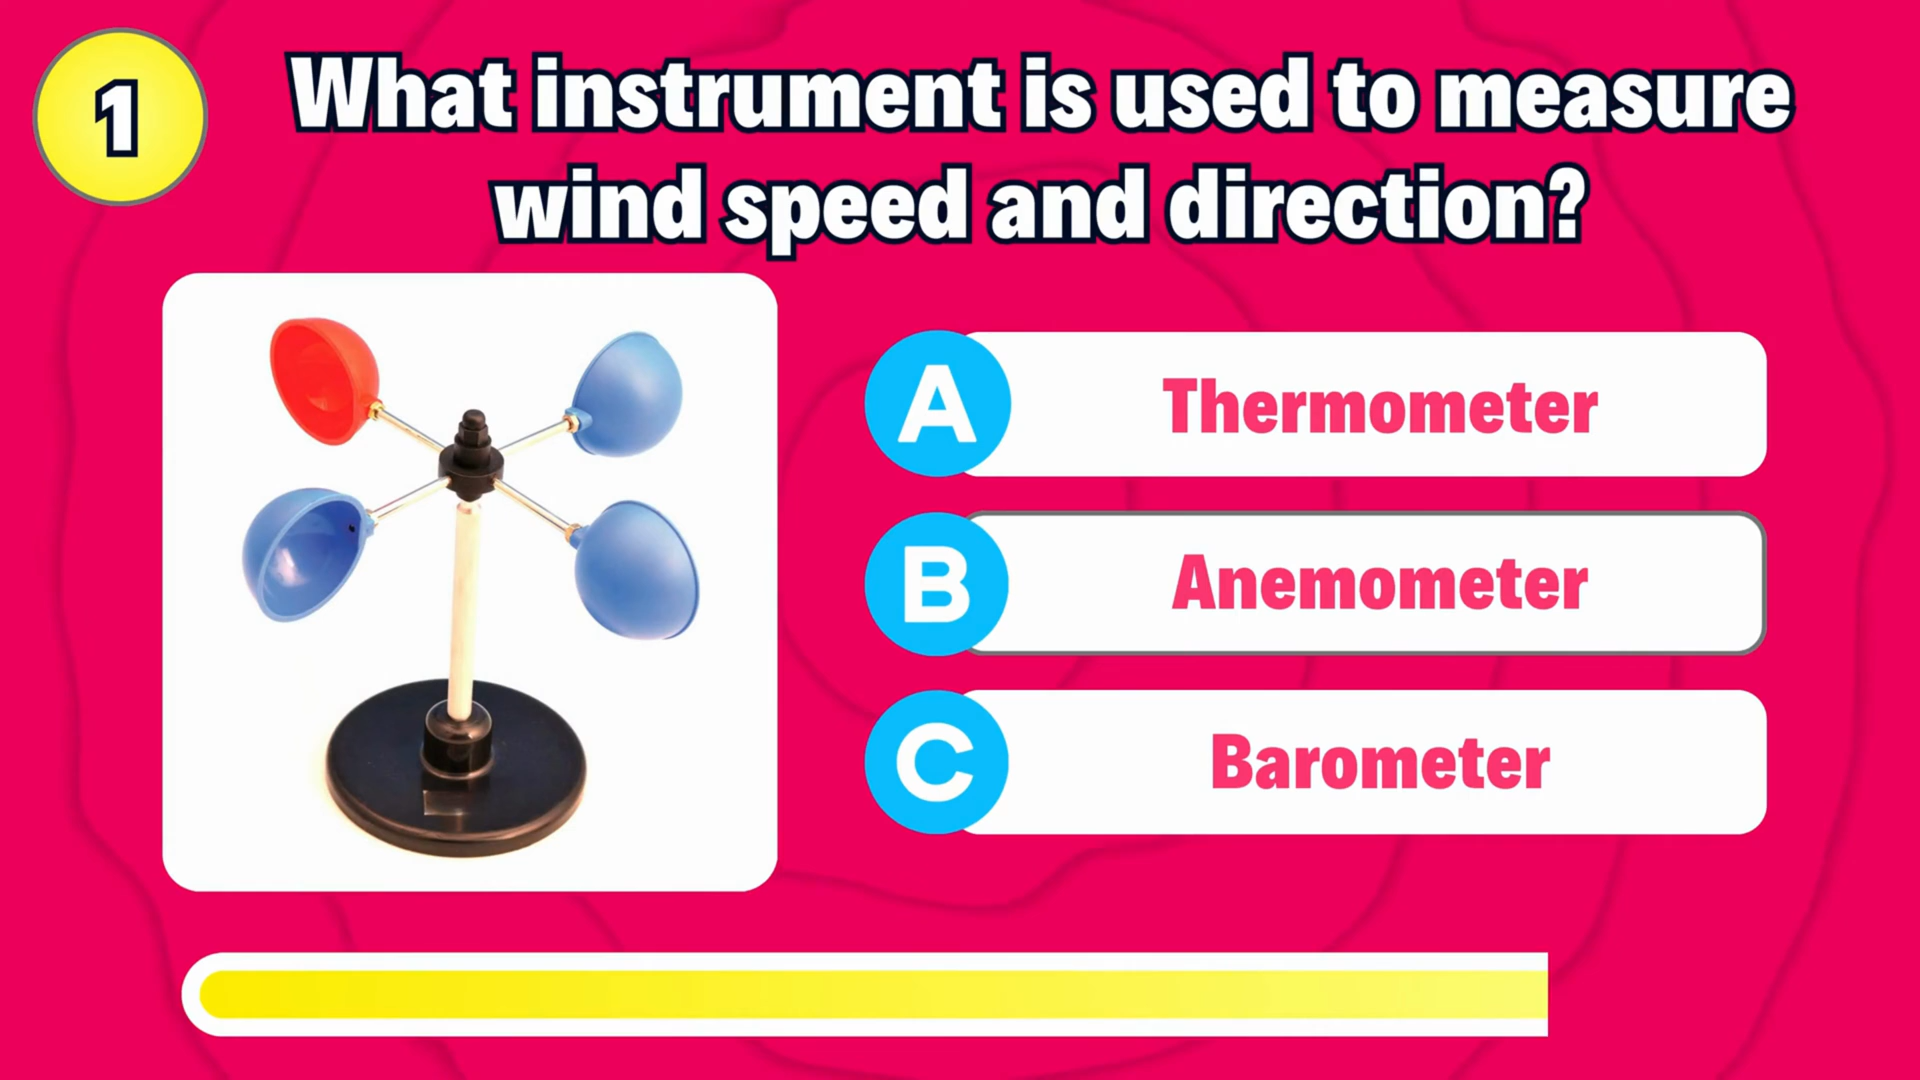 1
What instrument is used to measure
wind speed and direction?
A Thermometer
B Anemometer
C Barometer